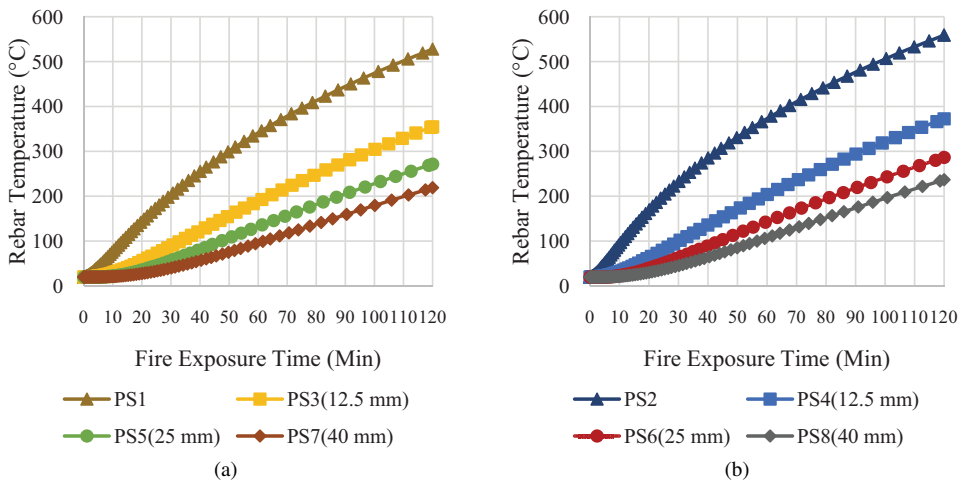 Rebar Temperature (°C)
600
500
400
300
200
100
0
0 10 20 30 40 50 60 70 80 90 100 110 120
Fire Exposure Time (Min)
PS1 PS3(12.5 mm)
PS5(25 mm) PS7(40 mm)
(a)
Rebar Temperature (°C)
600
500
400
300
200
100
0
0 10 20 30 40 50 60 70 80 90 100 110 120
Fire Exposure Time (Min)
PS2 PS4(12.5 mm)
PS6(25 mm) PS8(40 mm)
(b)